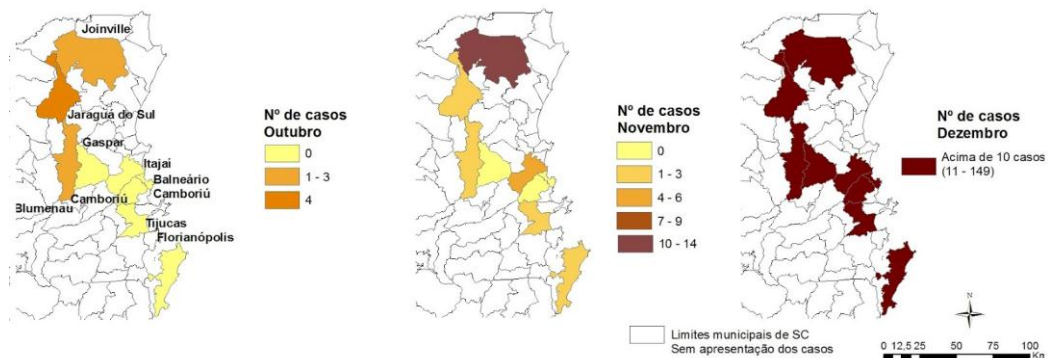 Joinville
Jaraguá do Sul
Gaspar
Itajaí
Balneário
Camboriú
Camboriú
Blumenau
Tijucas
Florianópolis
Nº de casos
Outubro
0
1 - 3
4
Nº de casos
Novembro
0
1 - 3
4 - 6
7 - 9
10 - 14
Nº de casos
Dezembro
Acima de 10 casos
(11 - 149)
Limites municipais de SC
Sem apresentação dos casos
N
0 12,5 25 50 75 100
Km